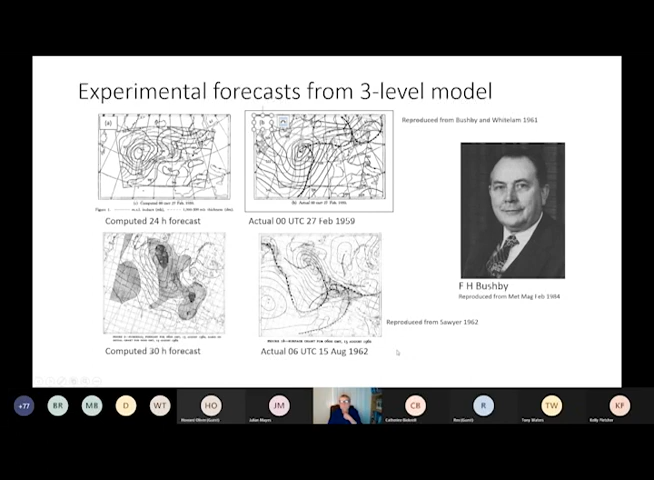 Experimental forecasts from 3-level model
Reproduced from Bushby and Whitelam 1961
Computed 24 h forecast
Actual 00 UTC 27 Feb 1959
F H Bushby
Reproduced from Met Mag Feb 1984
Reproduced from Sawyer 1962
Computed 30 h forecast
Actual 06 UTC 15 Aug 1962
+77
BR
MB
D
WT
HO
JM
CB
R
TW
KF